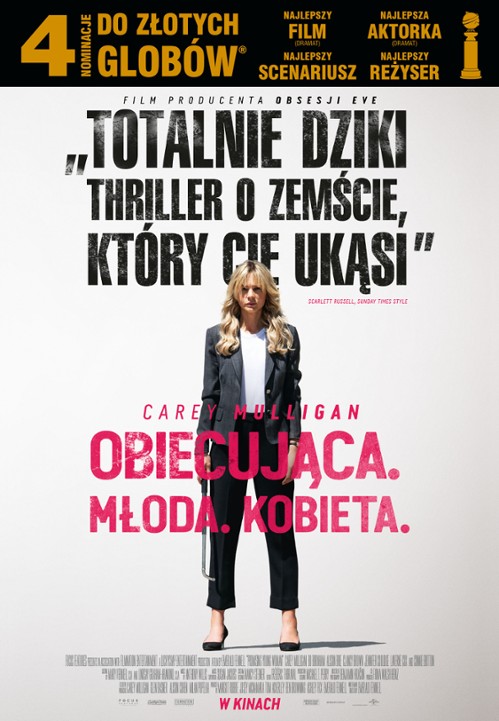 4 NOMINACJE DO ZŁOTYCH
GLOBÓW®
NAJLEPSZY
FILM
(DRAMAT)
NAJLEPSZA
AKTORKA
(DRAMAT)
NAJLEPSZY
SCENARIUSZ
NAJLEPSZY
REŻYSER
FILM PRODUCENTA OBSESJI EVE
„TOTALNIE DZIKI
THRILLER O ZEMŚCIE,
KTÓRY CIĘ UKĄSI”
SCARLETT RUSSELL, SUNDAY TIMES STYLE
CAREY MULLIGAN
OBIECUJĄCA.
MŁODA. KOBIETA.
W KINACH